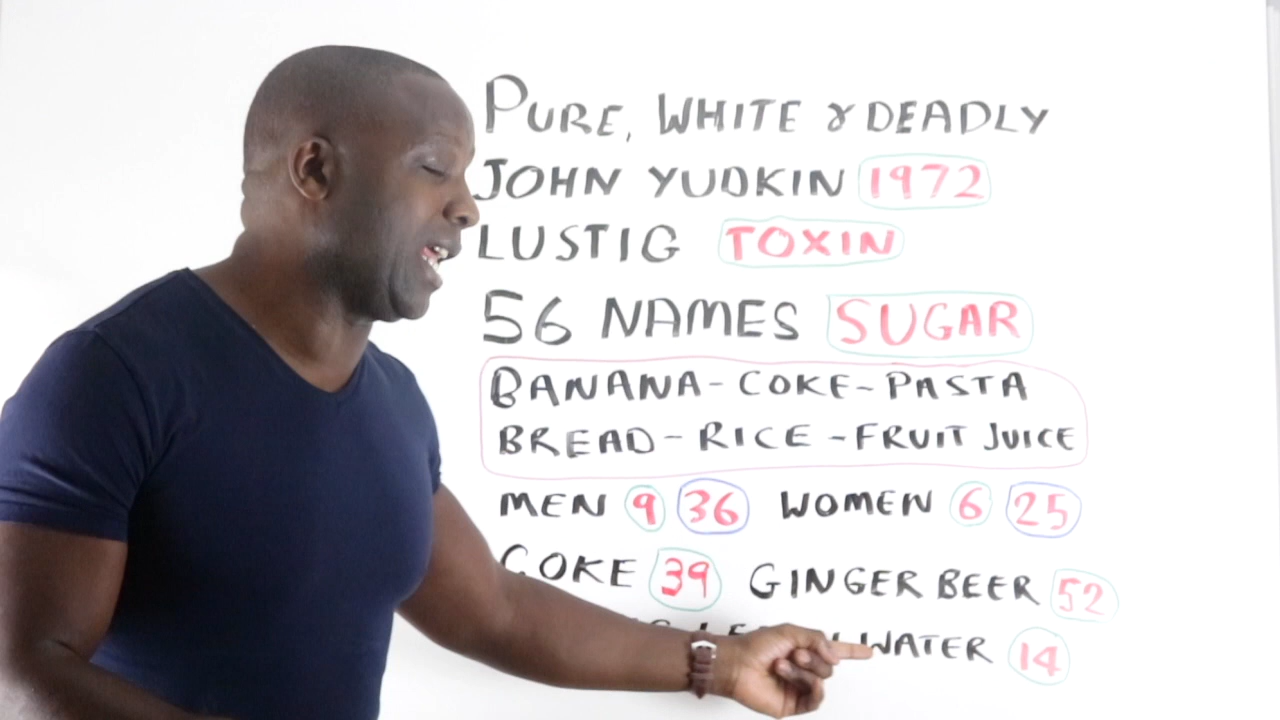 PURE, WHITE & DEADLY
JOHN YUDKIN 1972
LUSTIG TOXIN
56 NAMES SUGAR
BANANA - COKE - PASTA
BREAD - RICE - FRUIT JUICE
MEN 9 36 WOMEN 6 25
COKE 39 GINGER BEER 52
WATER 14